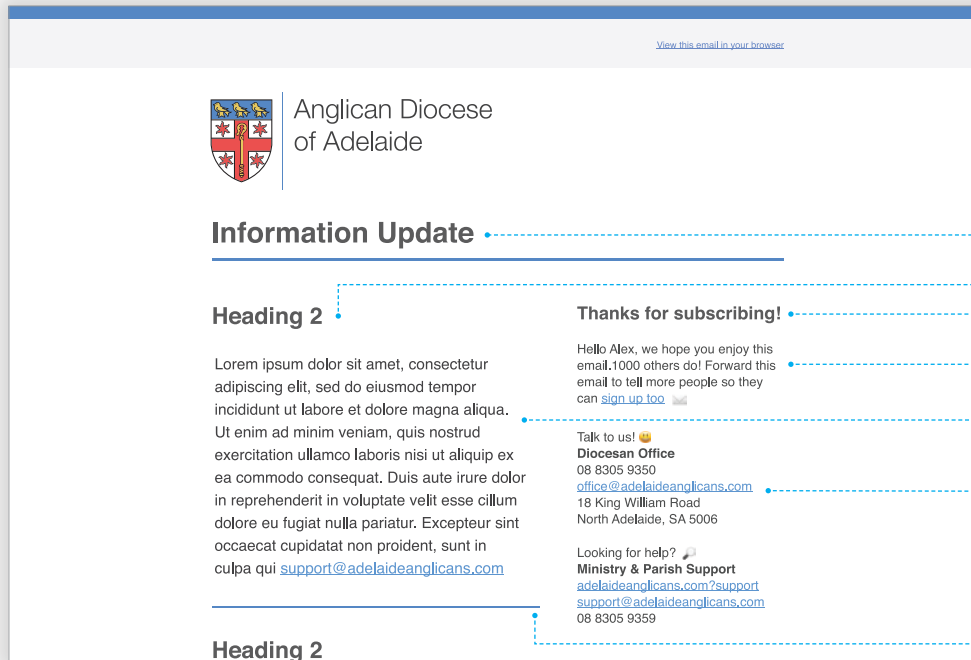 View this email in your browser
Anglican Diocese
of Adelaide
Information Update
Heading 2
Lorem ipsum dolor sit amet, consectetur
adipiscing elit, sed do eiusmod tempor
incididunt ut labore et dolore magna aliqua.
Ut enim ad minim veniam, quis nostrud
exercitation ullamco laboris nisi ut aliquip ex
ea commodo consequat. Duis aute irure dolor
in reprehenderit in voluptate velit esse cillum
dolore eu fugiat nulla pariatur. Excepteur sint
occaecat cupidatat non proident, sunt in
culpa qui support@adelaideanglicans.com
Heading 2
Thanks for subscribing!
Hello Alex, we hope you enjoy this
email.1000 others do! Forward this
email to tell more people so they
can sign up too
Talk to us! 😃
Diocesan Office
08 8305 9350
office@adelaideanglicans.com
18 King William Road
North Adelaide, SA 5006
Looking for help? 🔎
Ministry & Parish Support
adelaideanglicans.com?support
support@adelaideanglicans.com
08 8305 9359